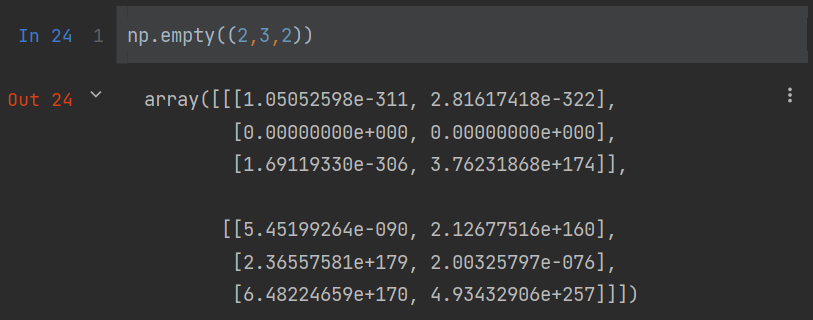 In 24 1 np.empty((2,3,2))
Out 24 array([[[1.05052598e-311, 2.81617418e-322],
[0.00000000e+000, 0.00000000e+000],
[1.69119330e-306, 3.76231868e+174]],
[[5.45199264e-090, 2.12677516e+160],
[2.36557581e+179, 2.00325797e-076],
[6.48224659e+170, 4.93432906e+257]]])